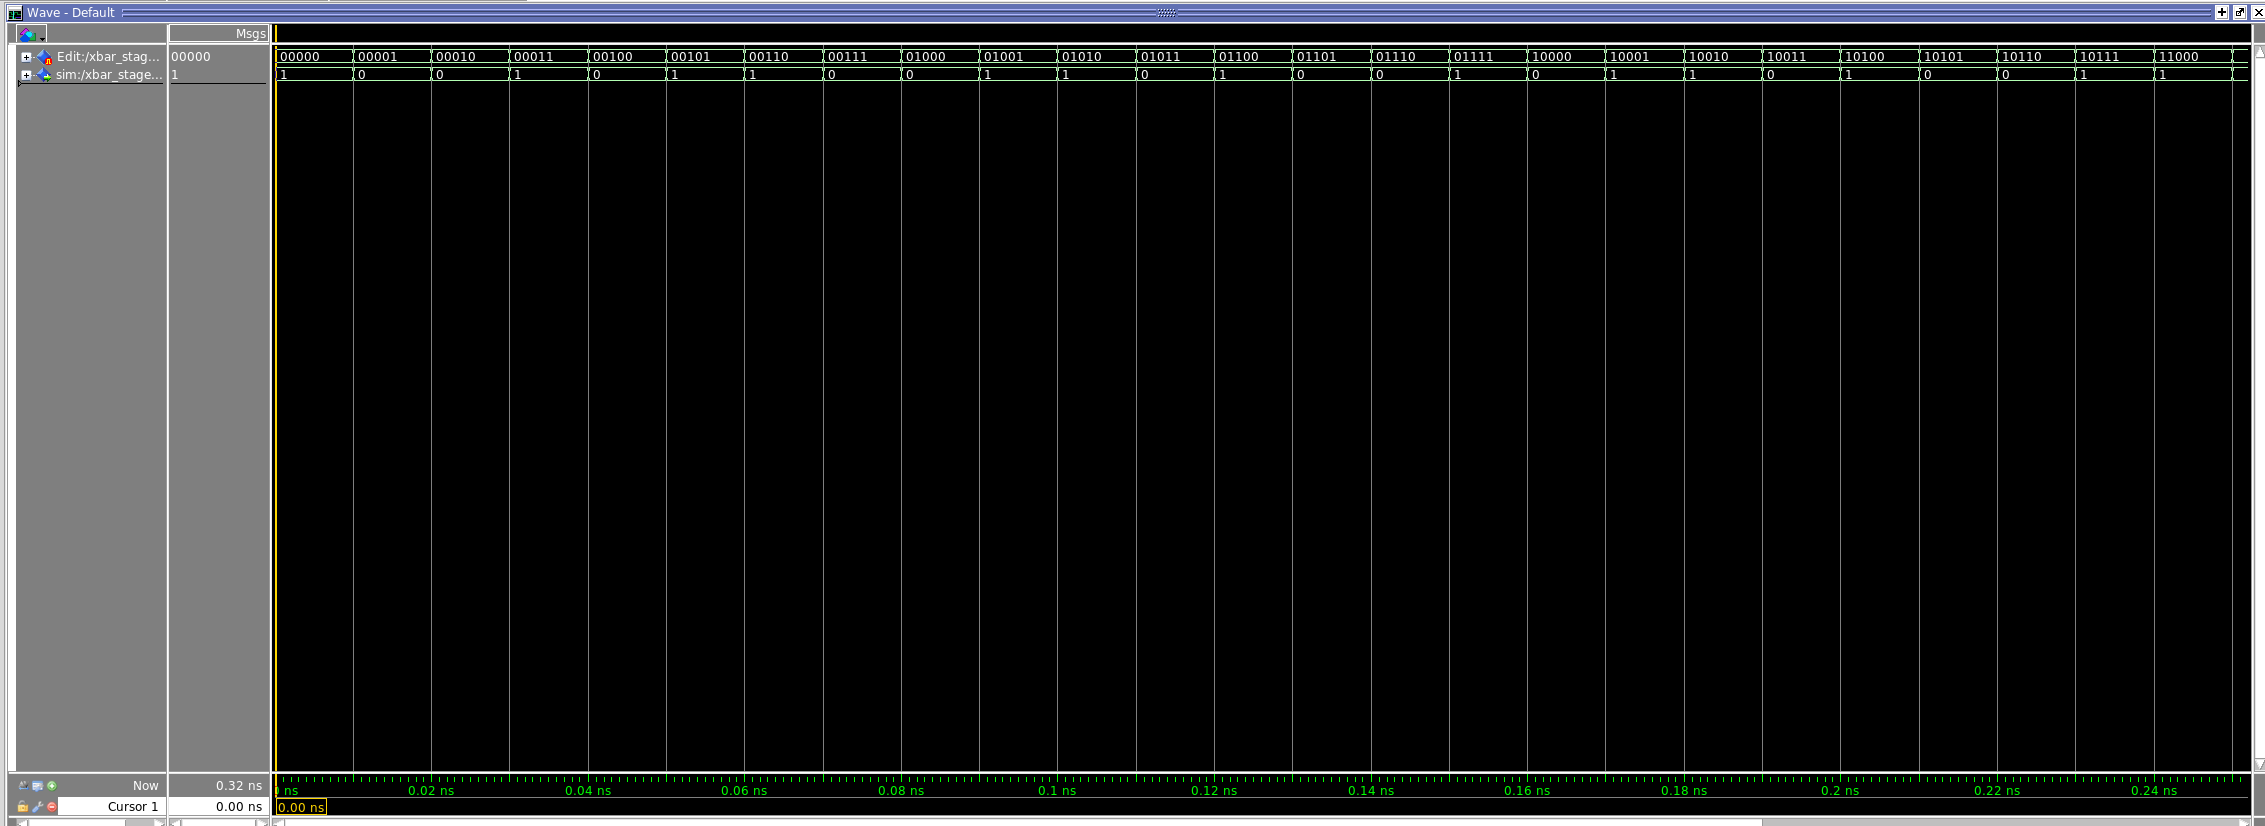 Wave - Default
Msgs
Edit:/xbar_stag... 00000 00000 00001 00010 00011 00100 00101 00110 00111 01000 01001 01010 01011 01100 01101 01110 01111 10000 10001 10010 10011 10100 10101 10110 10111 11000
sim:/xbar_stage... 1 1 0 0 1 0 1 1 0 0 1 1 0 1 0 0 1 0 1 1 0 1 0 0 1 1
Now 0.32 ns ns 0.02 ns 0.04 ns 0.06 ns 0.08 ns 0.1 ns 0.12 ns 0.14 ns 0.16 ns 0.18 ns 0.2 ns 0.22 ns 0.24 ns
Cursor 1 0.00 ns 0.00 ns